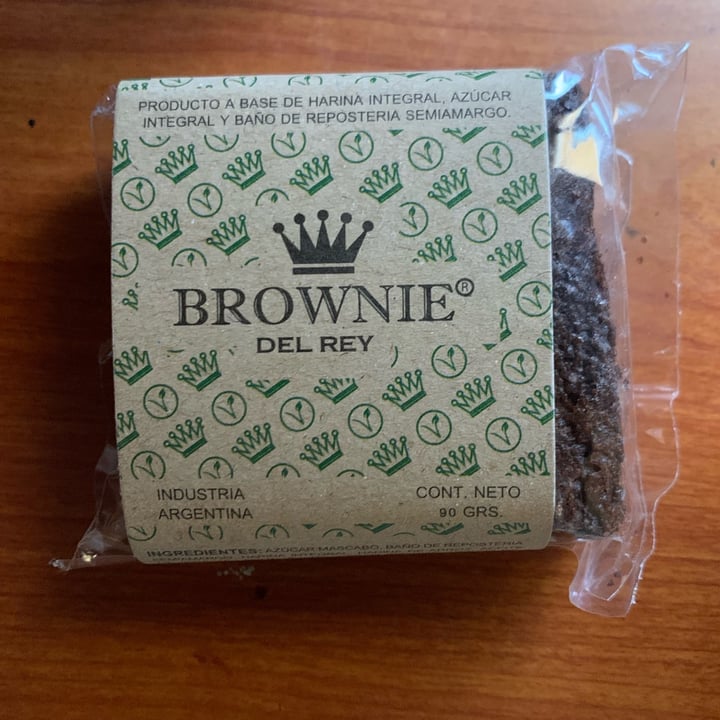 PRODUCTO A BASE DE HARINA INTEGRAL, AZÚCAR
INTEGRAL Y BAÑO DE REPOSTERIA SEMIAMARGO.
BROWNIE®
DEL REY
INDUSTRIA
ARGENTINA
CONT. NETO
90 GRS.
INGREDIENTES: AZÚCAR MASCABO, BAÑO DE REPOSTERIA